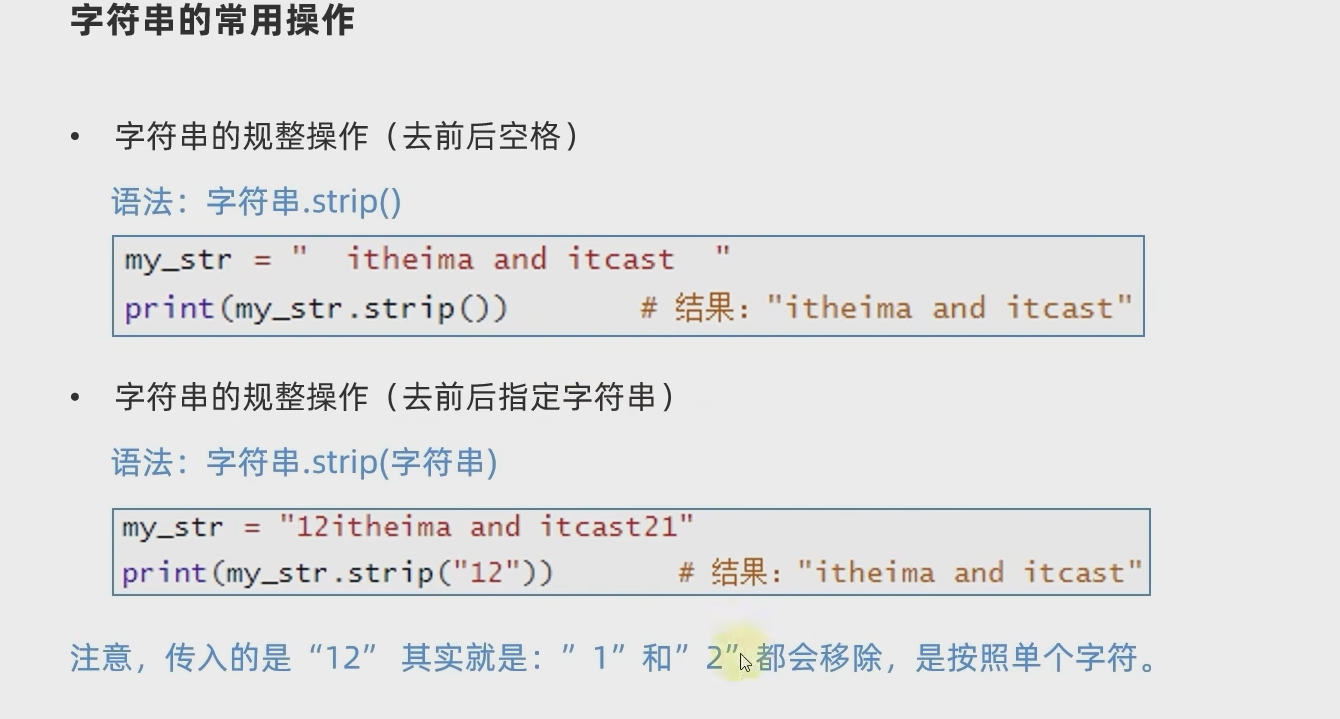 字符串的常用操作
• 字符串的规整操作（去前后空格）
语法：字符串.strip()
my_str = "  itheima and itcast  "
print(my_str.strip())        # 结果："itheima and itcast"
• 字符串的规整操作（去前后指定字符串）
语法：字符串.strip(字符串)
my_str = "12itheima and itcast21"
print(my_str.strip("12"))        # 结果："itheima and itcast"
注意，传入的是“12” 其实就是：”1”和”2”都会移除，是按照单个字符。